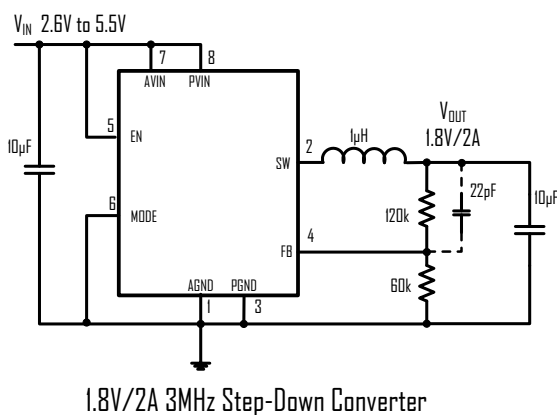 VIN 2.6V to 5.5V
7
8
AVIN
PVIN
5
EN
10µF
2
1µH
VOUT
1.8V/2A
SW
22pF
10µF
120k
6
MODE
4
FB
60k
AGND
PGND
1
3
1.8V/2A 3MHz Step-Down Converter